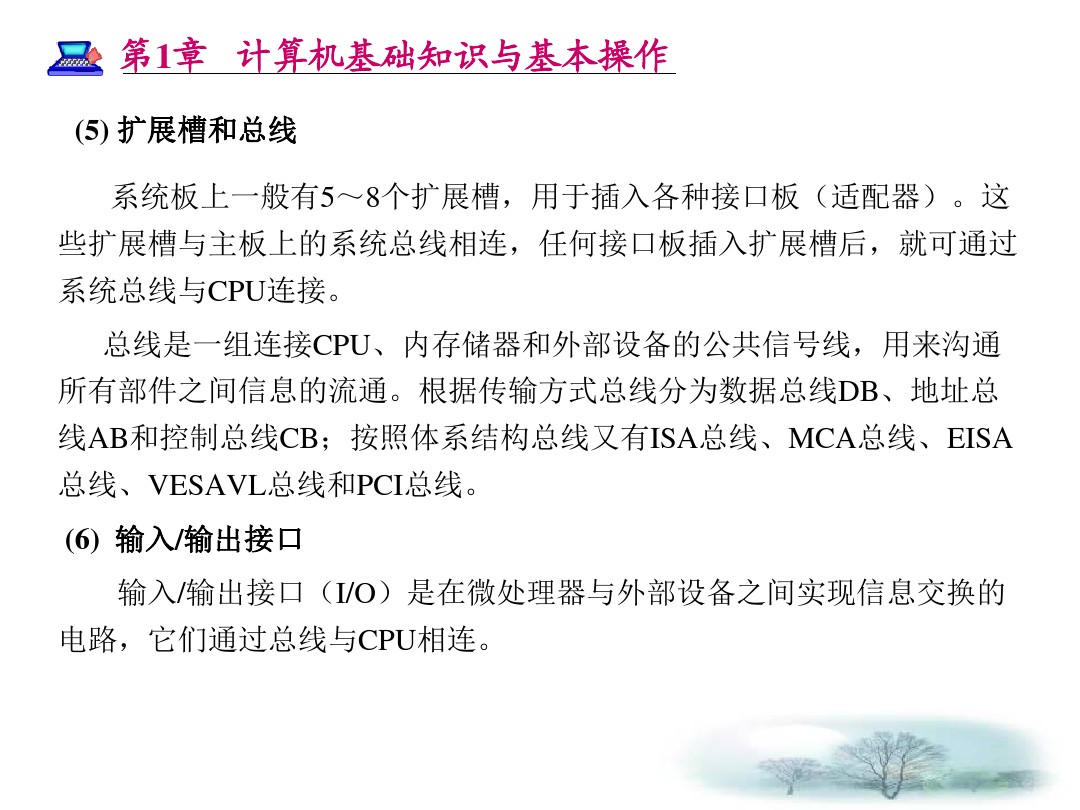 第1章 计算机基础知识与基本操作
(5) 扩展槽和总线
系统板上一般有5～8个扩展槽，用于插入各种接口板（适配器）。这
些扩展槽与主板上的系统总线相连，任何接口板插入扩展槽后，就可通过
系统总线与CPU连接。
总线是一组连接CPU、内存储器和外部设备的公共信号线，用来沟通
所有部件之间信息的流通。根据传输方式总线分为数据总线DB、地址总
线AB和控制总线CB；按照体系结构总线又有ISA总线、MCA总线、EISA
总线、VESAVL总线和PCI总线。
(6) 输入/输出接口
输入/输出接口（I/O）是在微处理器与外部设备之间实现信息交换的
电路，它们通过总线与CPU相连。